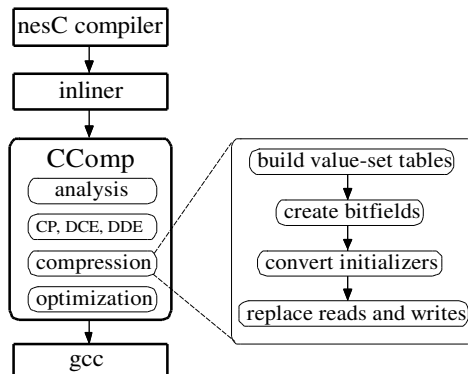 nesC compiler
inliner
CComp
analysis
CP, DCE, DDE
compression
optimization
gcc
build value-set tables
create bitfields
convert initializers
replace reads and writes